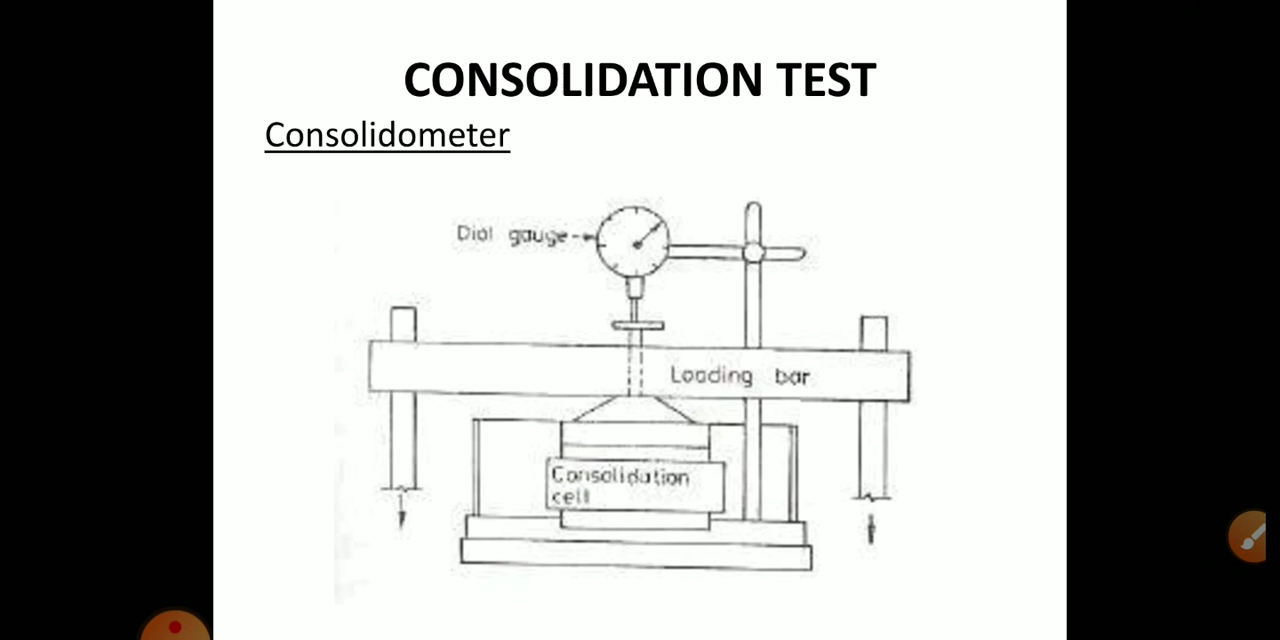 CONSOLIDATION TEST
Consolidometer
Dial gauge
Loading bar
Consolidation
cell